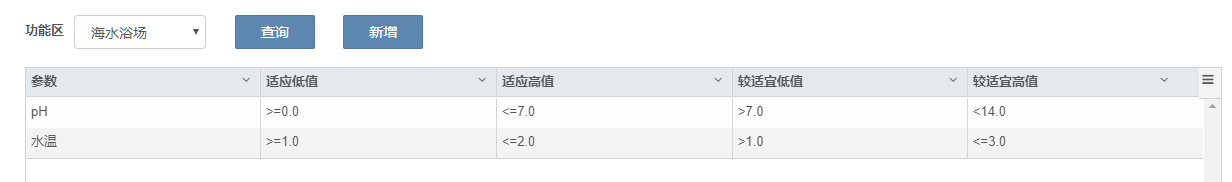 功能区 海水浴场 查询 新增
参数 适应低值 适应高值 较适宜低值 较适宜高值
pH >=0.0 <=7.0 >7.0 <14.0
水温 >=1.0 <=2.0 >1.0 <=3.0